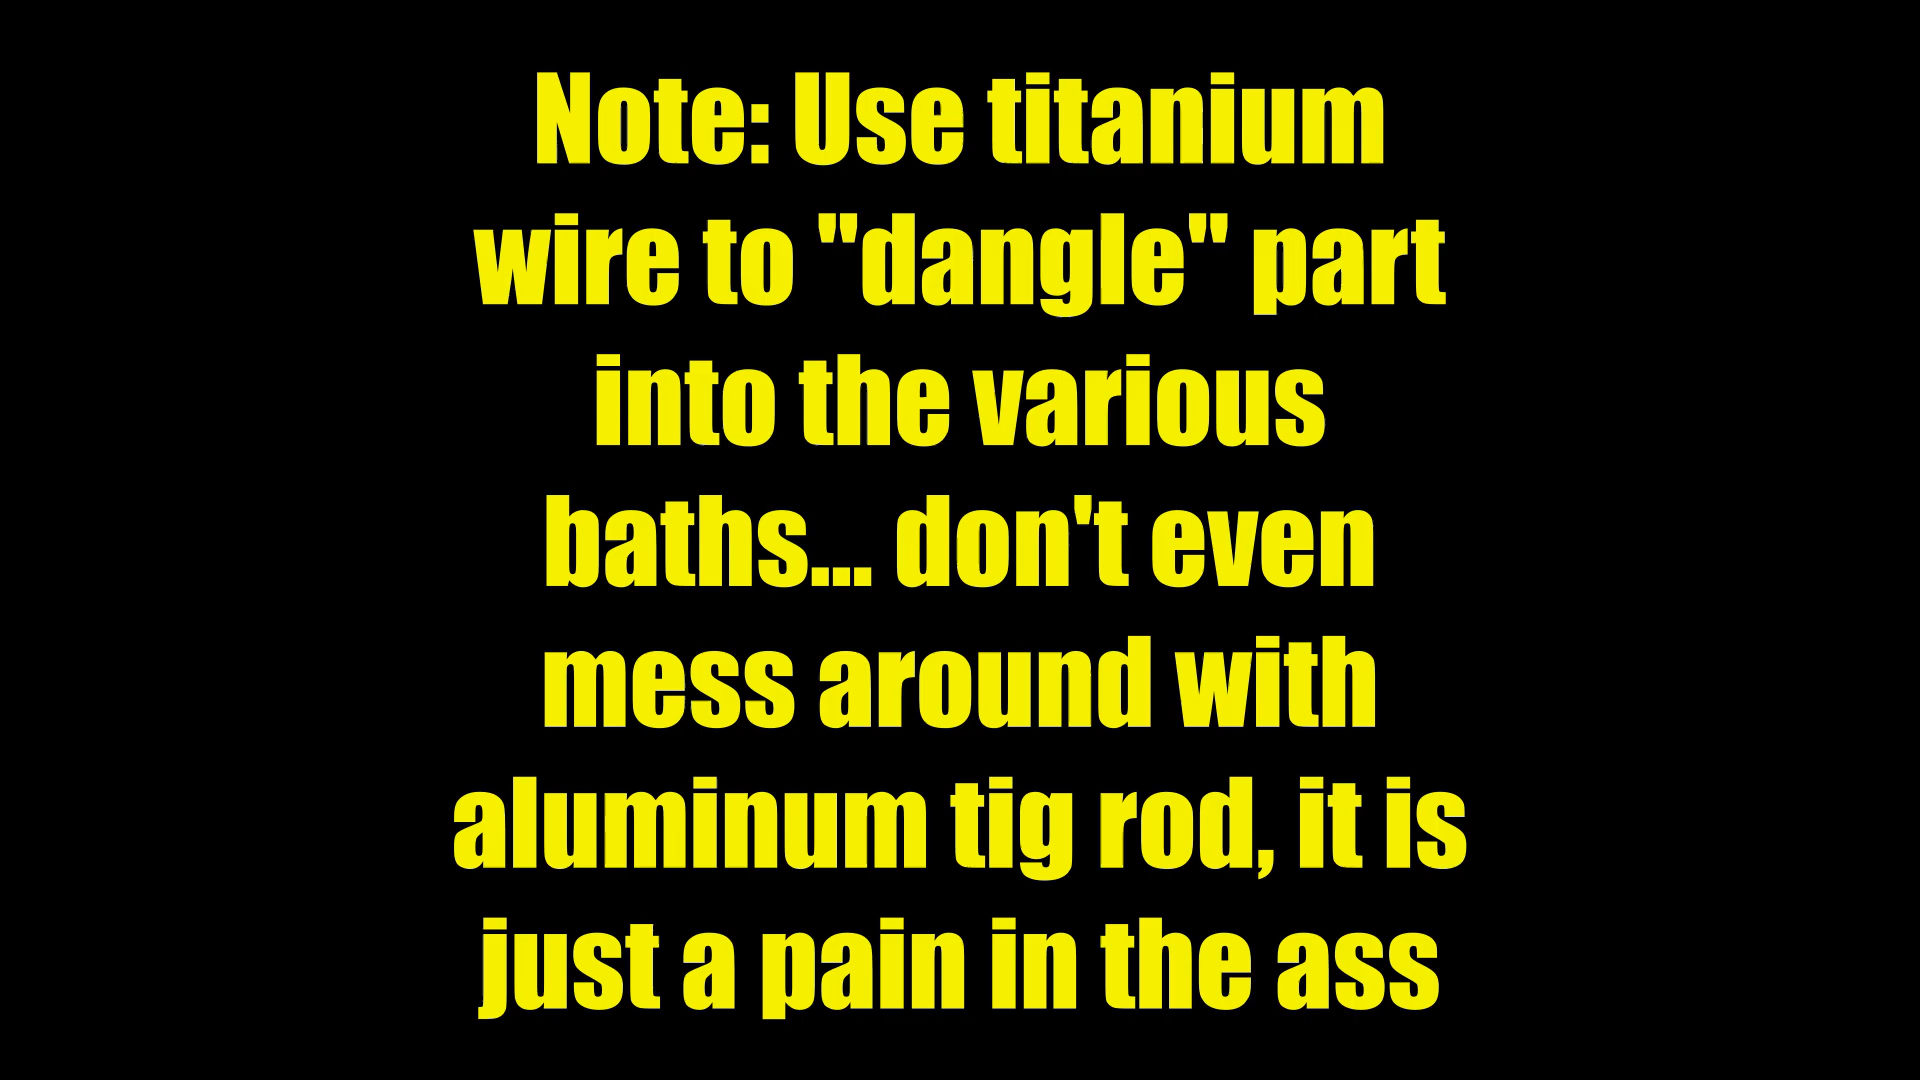 Note: Use titanium
wire to "dangle" part
into the various
baths... don't even
mess around with
aluminum tig rod, it is
just a pain in the ass